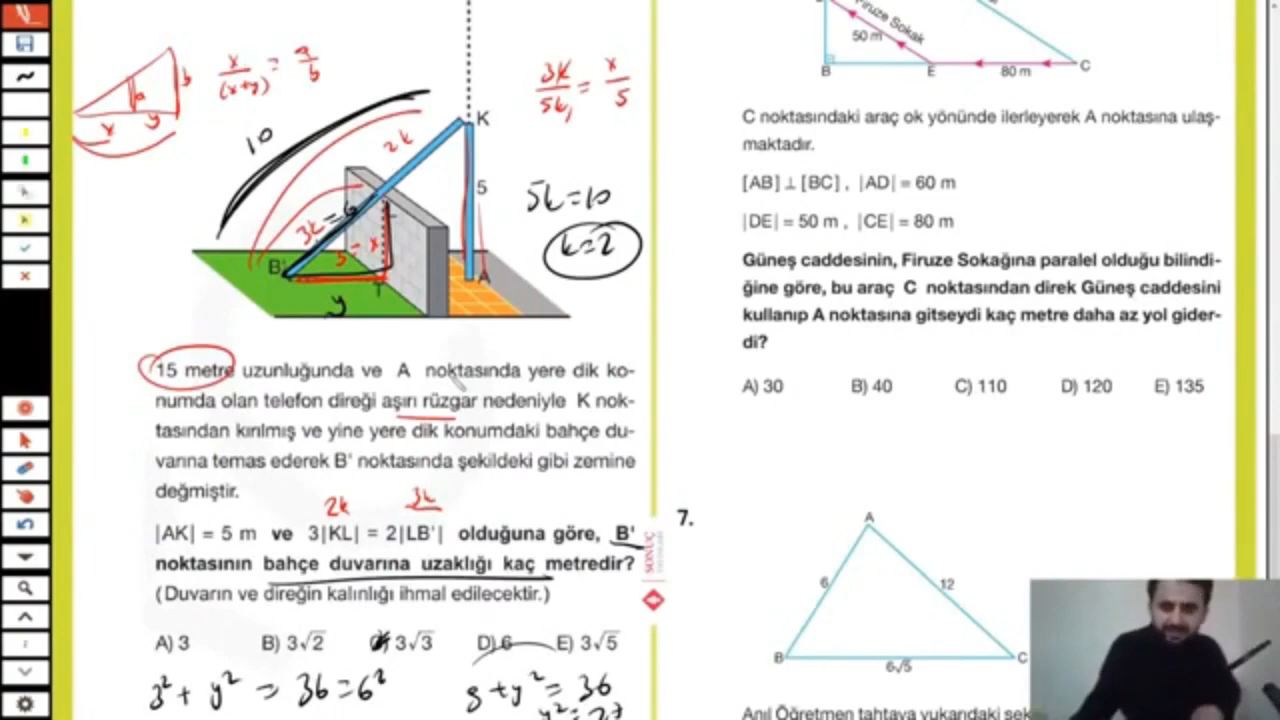 x/(x+y) = a/b
a
b
x
y
3k/5k = x/5
10
K
2k
5
3k = 6
5k=10
k=2
B'
A
T
y
15 metre uzunluğunda ve A noktasında yere dik ko-
numda olan telefon direği aşırı rüzgar nedeniyle K nok-
tasından kırılmış ve yine yere dik konumdaki bahçe du-
varına temas ederek B' noktasında şekildeki gibi zemine
değmiştir.
2k
3k
|AK| = 5 m ve 3|KL| = 2|LB'| olduğuna göre, B'
noktasının bahçe duvarına uzaklığı kaç metredir?
(Duvarın ve direğin kalınlığı ihmal edilecektir.)
A) 3 B) 3√2 3√3 D) 6 E) 3√5
3² + y² = 36 = 6²
y² = 36
y² = 27
SONUÇ
Firuze Sokak
50 m
B
E
80 m
C
C noktasındaki araç ok yönünde ilerleyerek A noktasına ulaş-
maktadır.
[AB] ⊥ [BC] , |AD| = 60 m
|DE| = 50 m , |CE| = 80 m
Güneş caddesinin, Firuze Sokağına paralel olduğu bilindi-
ğine göre, bu araç C noktasından direk Güneş caddesini
kullanıp A noktasına gitseydi kaç metre daha az yol gider-
di?
A) 30 B) 40 C) 110 D) 120 E) 135
7.
A
6
12
B
6√5
C
Anıl Öğretmen tahtaya yukarıdaki